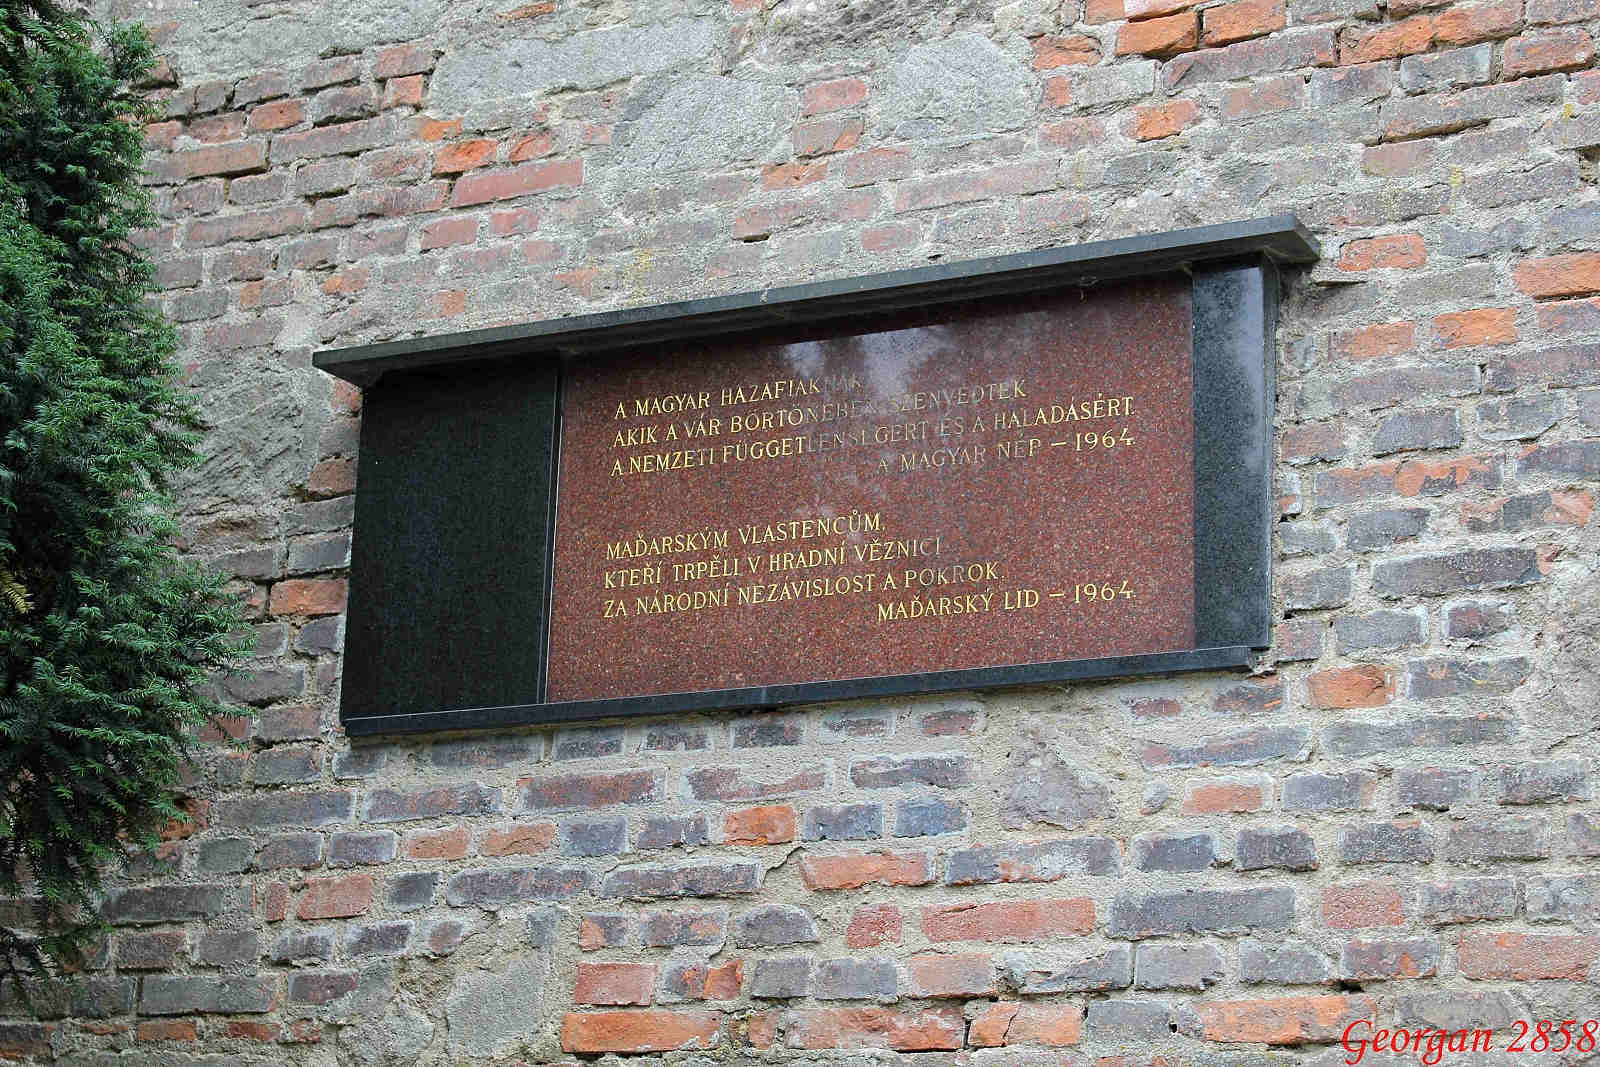 A MAGYAR HAZAFIAKNAK
AKIK A VÁR BÖRTÖNEBEN SZENVEDTEK
A NEMZETI FÜGGETLENSÉGÉRT ÉS A HALADÁSÉRT.
A MAGYAR NÉP – 1964.
MAĎARSKÝM VLASTENCŮM,
KTEŘÍ TRPĚLI V HRADNÍ VĚZNICI
ZA NÁRODNÍ NEZÁVISLOST A POKROK.
MAĎARSKÝ LID – 1964.
Georgan 2858